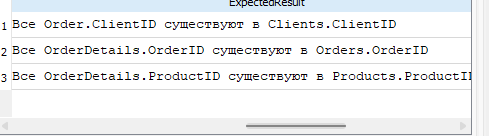 ExpectedResult
1 Все Order.ClientID существуют в Clients.ClientID
2 Все OrderDetails.OrderID существуют в Orders.OrderID
3 Все OrderDetails.ProductID существуют в Products.ProductI